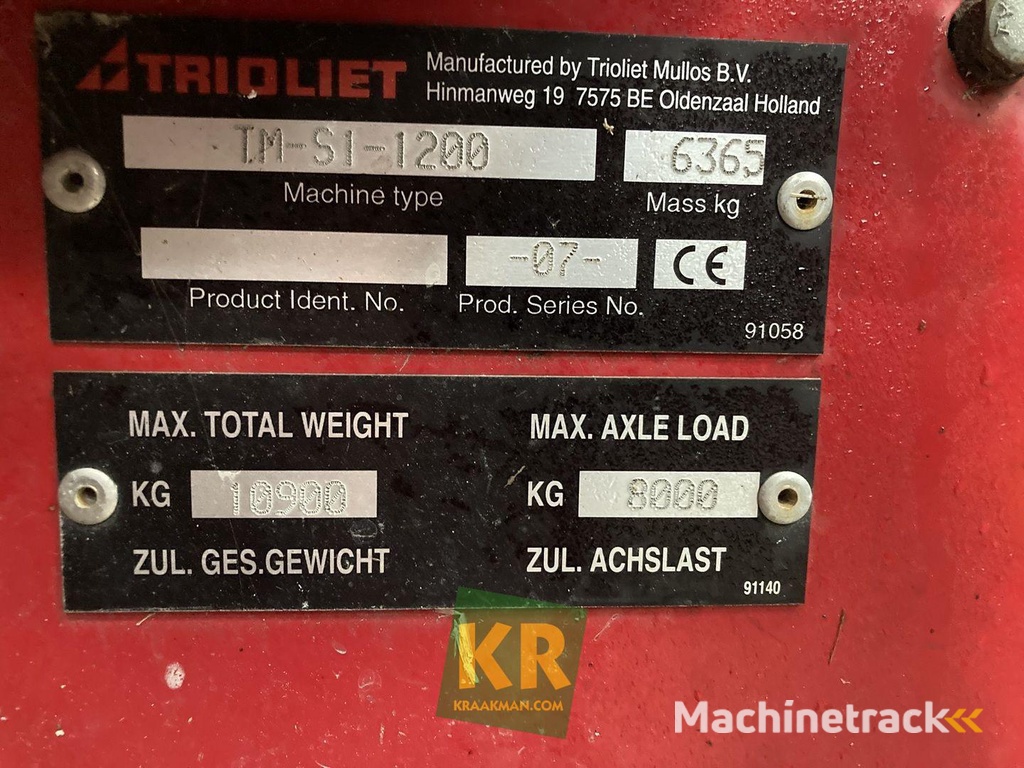 TRIOLIET
Manufactured by Trioliet Mullos B.V.
Hinmanweg 19 7575 BE Oldenzaal Holland
TM-S1-1200 6365
Machine type Mass kg
-07- CE
Product Ident. No. Prod. Series No.
91058
MAX. TOTAL WEIGHT MAX. AXLE LOAD
KG 10900 KG 8000
ZUL. GES.GEWICHT ZUL. ACHSLAST
91140
KR
KRAAKMAN.COM
Machinetrack